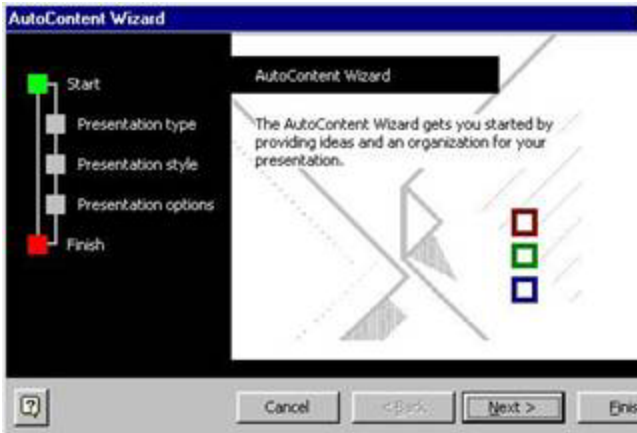 AutoContent Wizard
Start
Presentation type
Presentation style
Presentation options
Finish
AutoContent Wizard
The AutoContent Wizard gets you started by
providing ideas and an organization for your
presentation.
?
Cancel
< Back
Next >
Finis